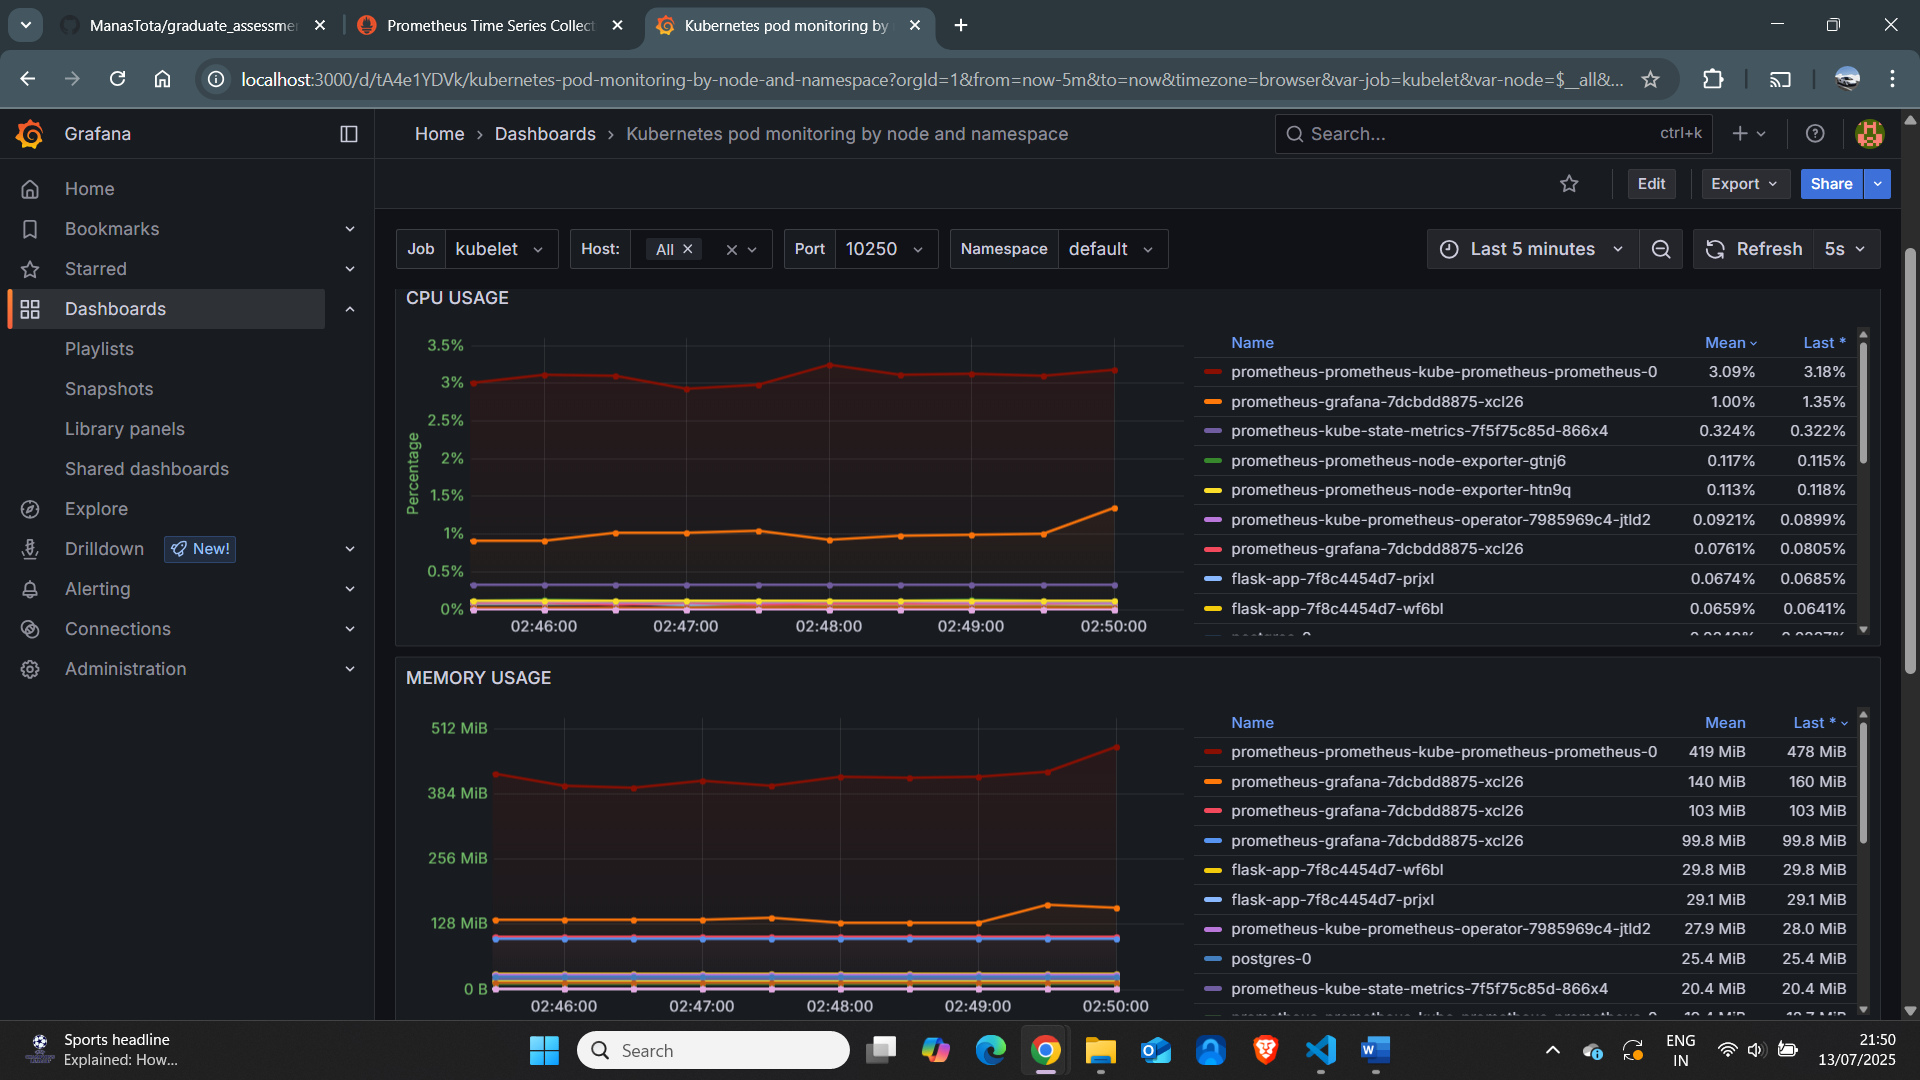 ManasTota/graduate_assessme
Prometheus Time Series Collect
Kubernetes pod monitoring by
localhost:3000/d/tA4e1YDVk/kubernetes-pod-monitoring-by-node-and-namespace?orgId=1&from=now-5m&to=now&timezone=browser&var-job=kubelet&var-node=$__all&...
Grafana
Home › Dashboards › Kubernetes pod monitoring by node and namespace
Search... ctrl+k
Edit Export Share
Home
Bookmarks
Starred
Dashboards
Playlists
Snapshots
Library panels
Shared dashboards
Explore
Drilldown New!
Alerting
Connections
Administration
Job kubelet Host: All Port 10250 Namespace default Last 5 minutes Refresh 5s
CPU USAGE
Percentage
3.5%
3%
2.5%
2%
1.5%
1%
0.5%
0%
02:46:00 02:47:00 02:48:00 02:49:00 02:50:00
Name Mean Last *
prometheus-prometheus-kube-prometheus-prometheus-0 3.09% 3.18%
prometheus-grafana-7dcbdd8875-xcl26 1.00% 1.35%
prometheus-kube-state-metrics-7f5f75c85d-866x4 0.324% 0.322%
prometheus-prometheus-node-exporter-gtnj6 0.117% 0.115%
prometheus-prometheus-node-exporter-htn9q 0.113% 0.118%
prometheus-kube-prometheus-operator-7985969c4-jtld2 0.0921% 0.0899%
prometheus-grafana-7dcbdd8875-xcl26 0.0761% 0.0805%
flask-app-7f8c4454d7-prjxl 0.0674% 0.0685%
flask-app-7f8c4454d7-wf6bl 0.0659% 0.0641%
MEMORY USAGE
512 MiB
384 MiB
256 MiB
128 MiB
0 B
02:46:00 02:47:00 02:48:00 02:49:00 02:50:00
Name Mean Last *
prometheus-prometheus-kube-prometheus-prometheus-0 419 MiB 478 MiB
prometheus-grafana-7dcbdd8875-xcl26 140 MiB 160 MiB
prometheus-grafana-7dcbdd8875-xcl26 103 MiB 103 MiB
prometheus-grafana-7dcbdd8875-xcl26 99.8 MiB 99.8 MiB
flask-app-7f8c4454d7-wf6bl 29.8 MiB 29.8 MiB
flask-app-7f8c4454d7-prjxl 29.1 MiB 29.1 MiB
prometheus-kube-prometheus-operator-7985969c4-jtld2 27.9 MiB 28.0 MiB
postgres-0 25.4 MiB 25.4 MiB
prometheus-kube-state-metrics-7f5f75c85d-866x4 20.4 MiB 20.4 MiB
Sports headline
Explained: How...
Search
ENG
IN
21:50
13/07/2025